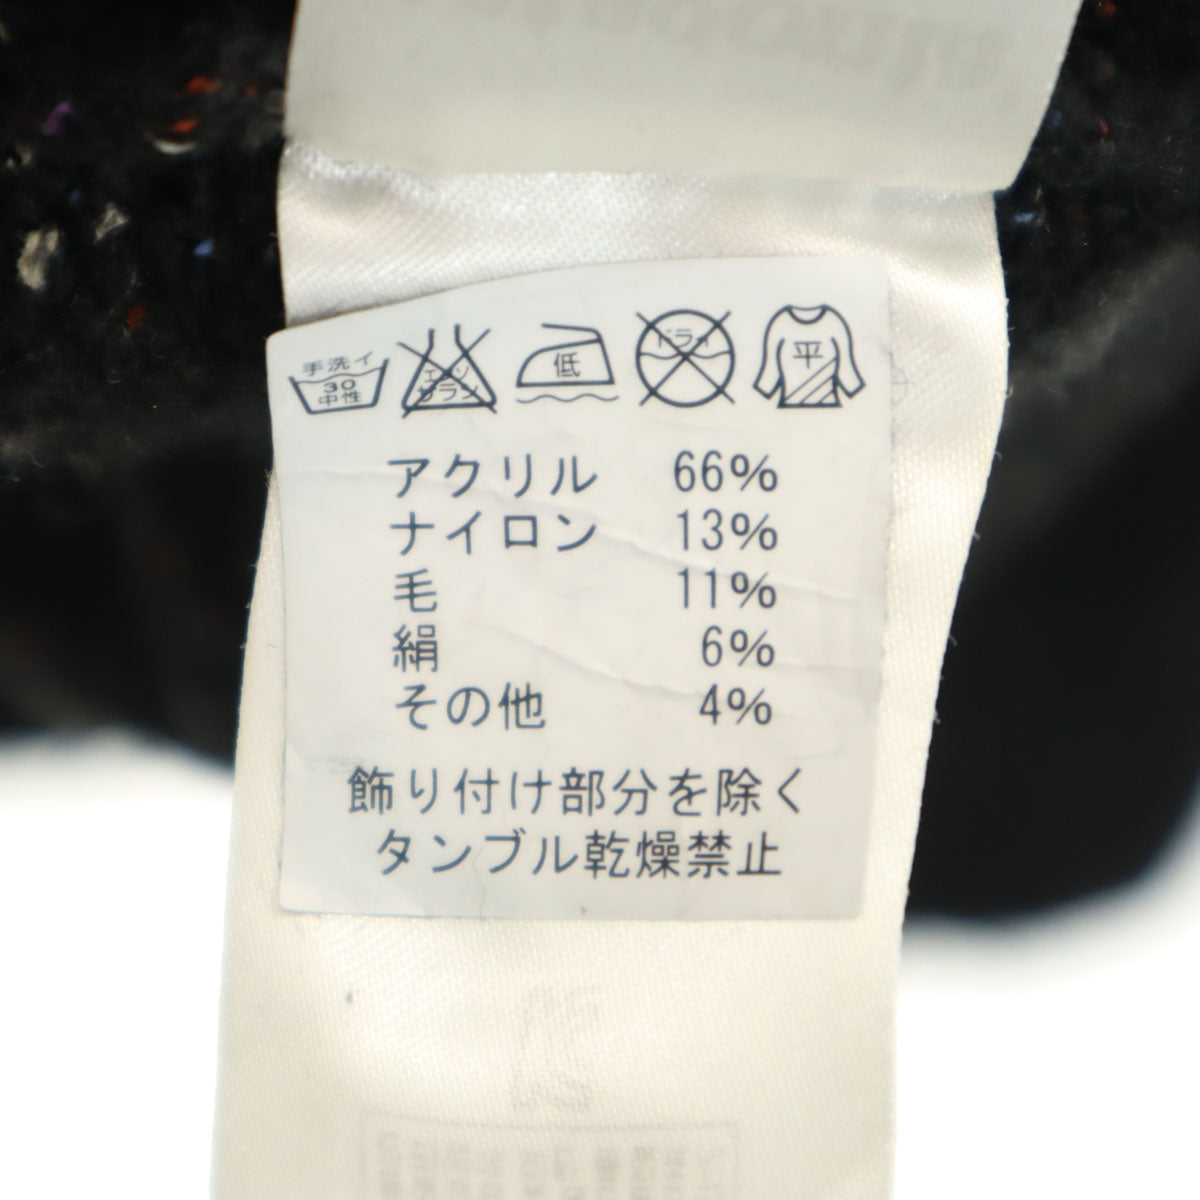 手洗イ
30
中性
エンソ
サラシ
低
ドライ
平
アクリル 66%
ナイロン 13%
毛 11%
絹 6%
その他 4%
飾り付け部分を除く
タンブル乾燥禁止